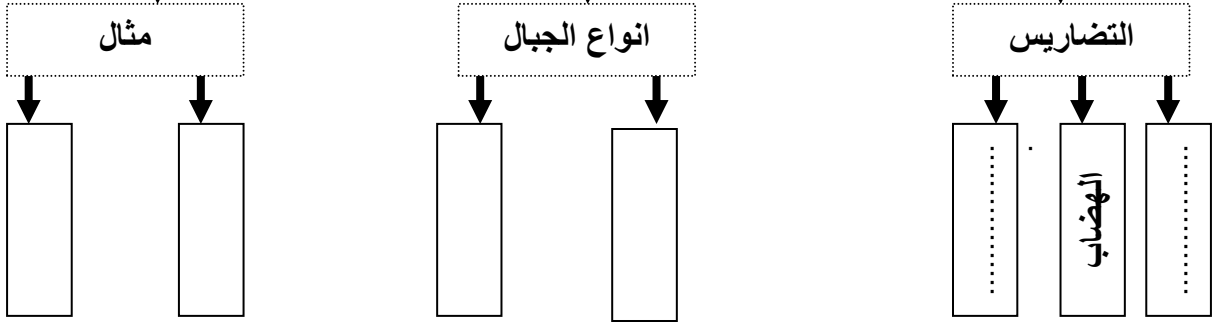 التضاريس
انواع الجبال
مثال
....................
الهضاب
....................